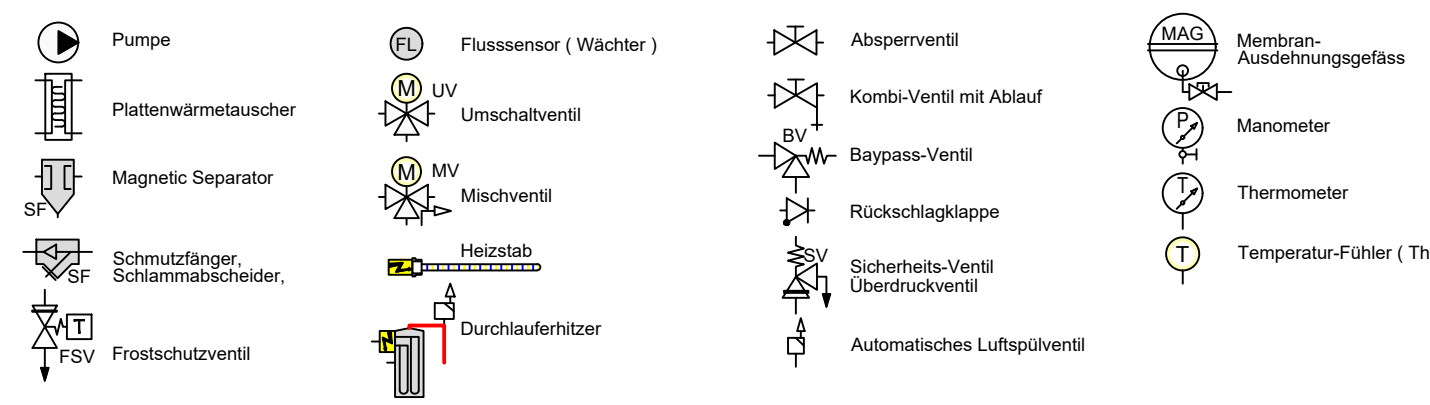 Pumpe
Plattenwärmetauscher
Magnetic Separator
SF
Schmutzfänger,
Schlammabscheider,
SF
T
FSV
Frostschutzventil
FL
Flusssensor ( Wächter )
M
UV
Umschaltventil
M
MV
Mischventil
Heizstab
Durchlauferhitzer
Absperrventil
Kombi-Ventil mit Ablauf
BV
Baypass-Ventil
Rückschlagklappe
SV
Sicherheits-Ventil
Überdruckventil
Automatisches Luftspülventil
MAG
Membran-
Ausdehnungsgefäss
P
Manometer
T
Thermometer
T
Temperatur-Fühler ( Th